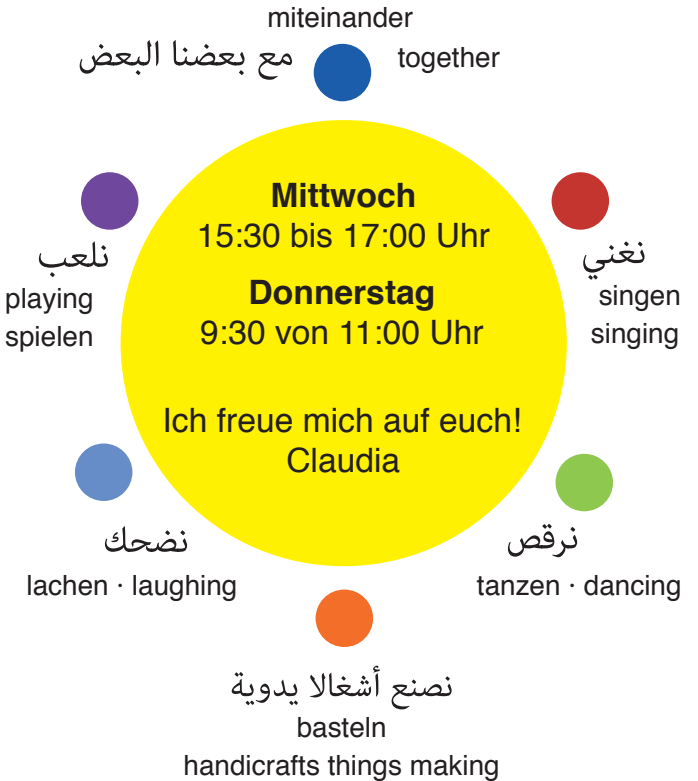 miteinander
مع بعضنا البعض
together
Mittwoch
15:30 bis 17:00 Uhr
Donnerstag
9:30 von 11:00 Uhr
Ich freue mich auf euch!
Claudia
نلعب
playing
spielen
نغني
singen
singing
نضحك
lachen · laughing
نرقص
tanzen · dancing
نصنع أشغالا يدوية
basteln
handicrafts things making